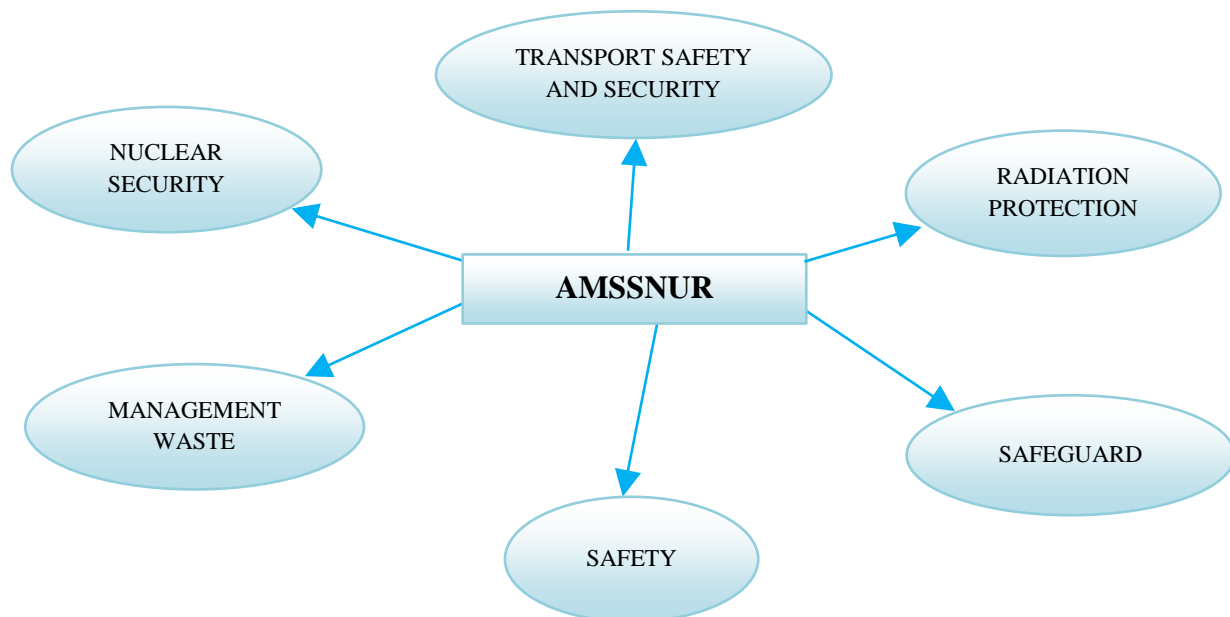 TRANSPORT SAFETY
AND SECURITY
NUCLEAR
SECURITY
RADIATION
PROTECTION
AMSSNUR
MANAGEMENT
WASTE
SAFEGUARD
SAFETY